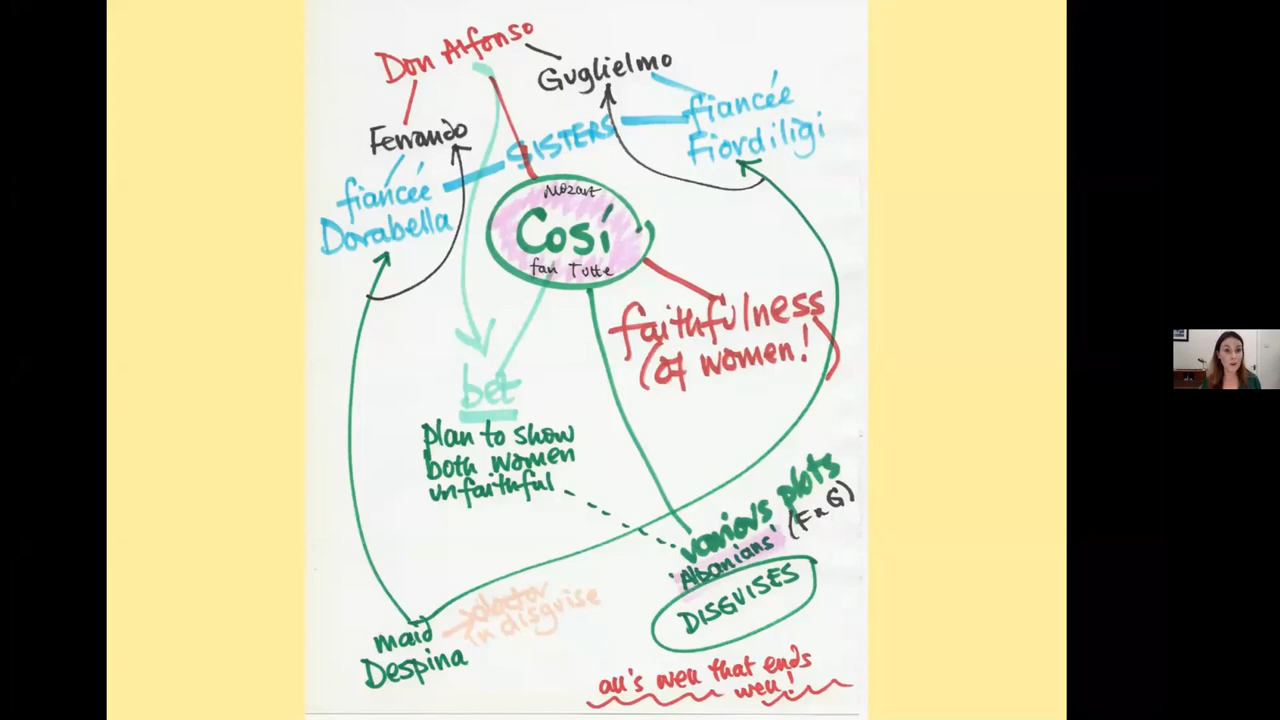 Don Alfonso
Guglielmo
Ferrando
SISTERS
fiancée
Fiordiligi
fiancée
Dorabella
Mozart
Cosí
fan Tutte
faithfulness
(of women!)
bet
plan to show
both women
unfaithful
various plots
(F & G)
'Albanians'
DISGUISES
doctor
in disguise
maid
Despina
all's well that ends
well!